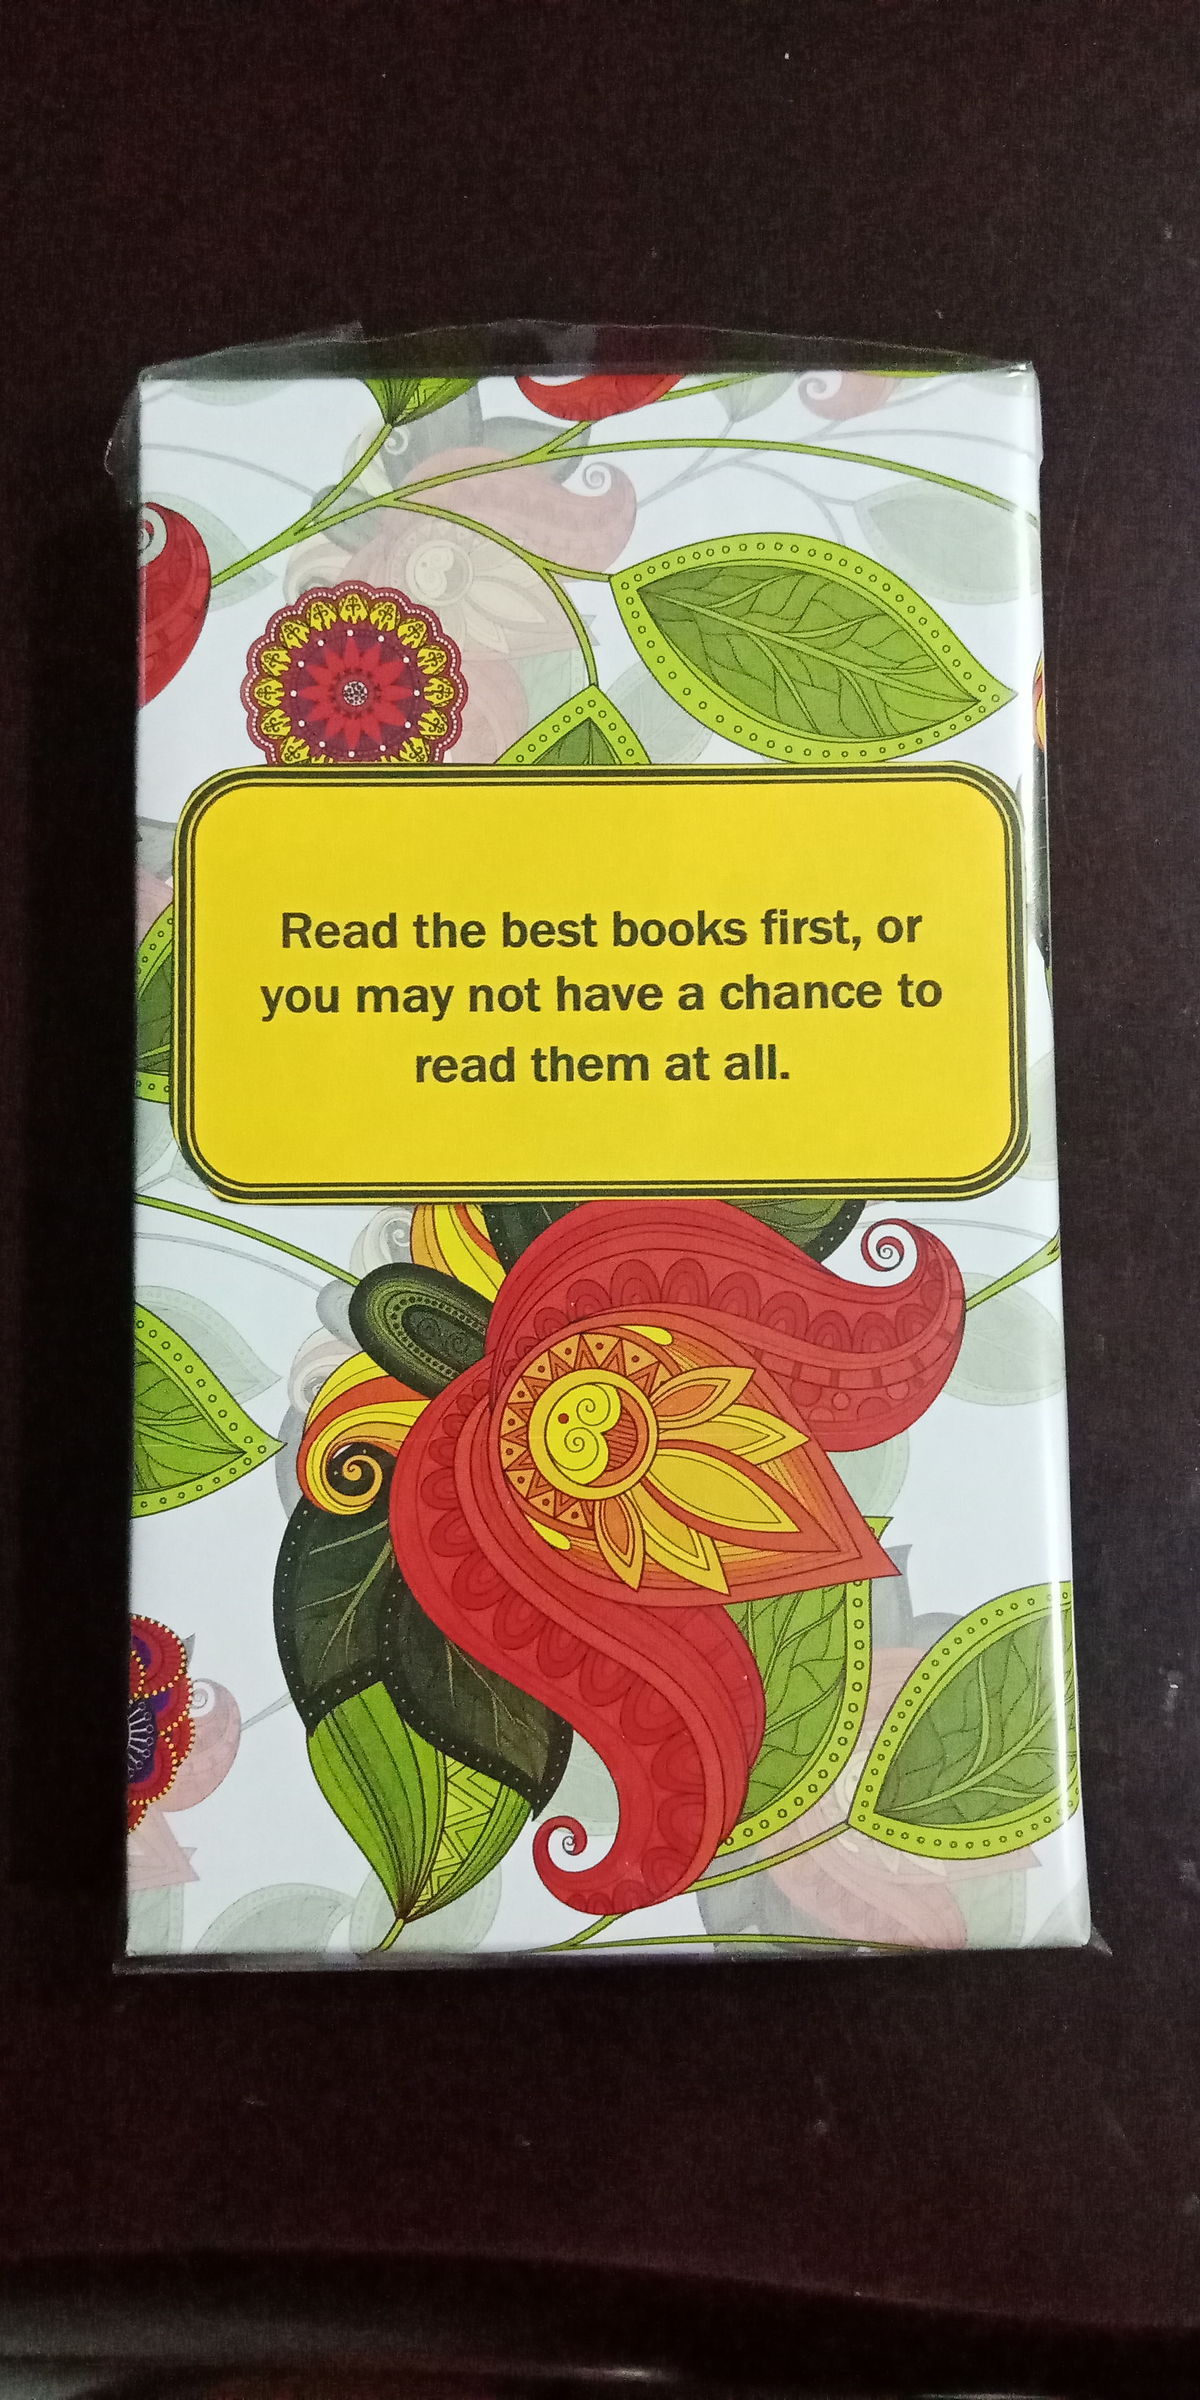 Read the best books first, or
you may not have a chance to
read them at all.